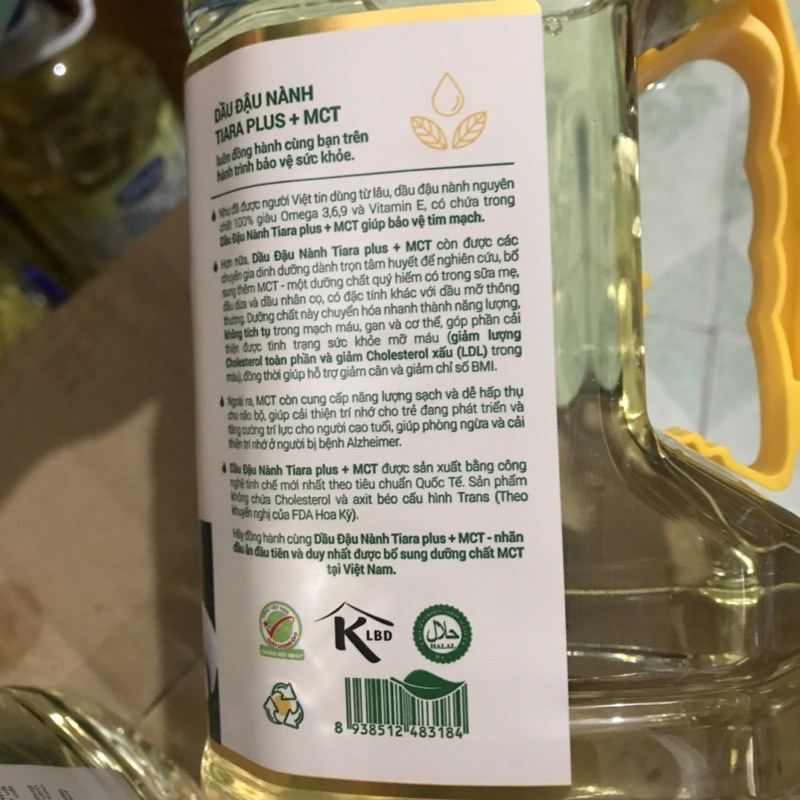 DẦU ĐẬU NÀNH
TIARA PLUS + MCT
luôn đồng hành cùng bạn trên
hành trình bảo vệ sức khỏe.
Như đã được người Việt tin dùng từ lâu, dầu đậu nành nguyên
chất 100% giàu Omega 3,6,9 và Vitamin E, có chứa trong
Dầu Đậu Nành Tiara plus + MCT giúp bảo vệ tim mạch.
Hơn nữa, Dầu Đậu Nành Tiara plus + MCT còn được các
chuyên gia dinh dưỡng dành trọn tâm huyết để nghiên cứu, bổ
sung thêm MCT - một dưỡng chất quý hiếm có trong sữa mẹ,
dầu dừa và dầu nhân cọ, có đặc tính khác với dầu mỡ thông
thường. Dưỡng chất này chuyển hóa nhanh thành năng lượng,
không tích tụ trong mạch máu, gan và cơ thể, góp phần cải
thiện được tình trạng sức khỏe mỡ máu (giảm lượng
Cholesterol toàn phần và giảm Cholesterol xấu (LDL) trong
máu), đồng thời giúp hỗ trợ giảm cân và giảm chỉ số BMI.
Ngoài ra, MCT còn cung cấp năng lượng sạch và dễ hấp thụ
cho não bộ, giúp cải thiện trí nhớ cho trẻ đang phát triển và
tăng cường trí lực cho người cao tuổi, giúp phòng ngừa và cải
thiện trí nhớ ở người bị bệnh Alzheimer.
Dầu Đậu Nành Tiara plus + MCT được sản xuất bằng công
nghệ tinh chế mới nhất theo tiêu chuẩn Quốc Tế. Sản phẩm
không chứa Cholesterol và axit béo cấu hình Trans (Theo
khuyến nghị của FDA Hoa Kỳ).
Hãy đồng hành cùng Dầu Đậu Nành Tiara plus + MCT - nhãn
dầu ăn đầu tiên và duy nhất được bổ sung dưỡng chất MCT
tại Việt Nam.
K LBD
حلال
HALAL
8 938512 483184